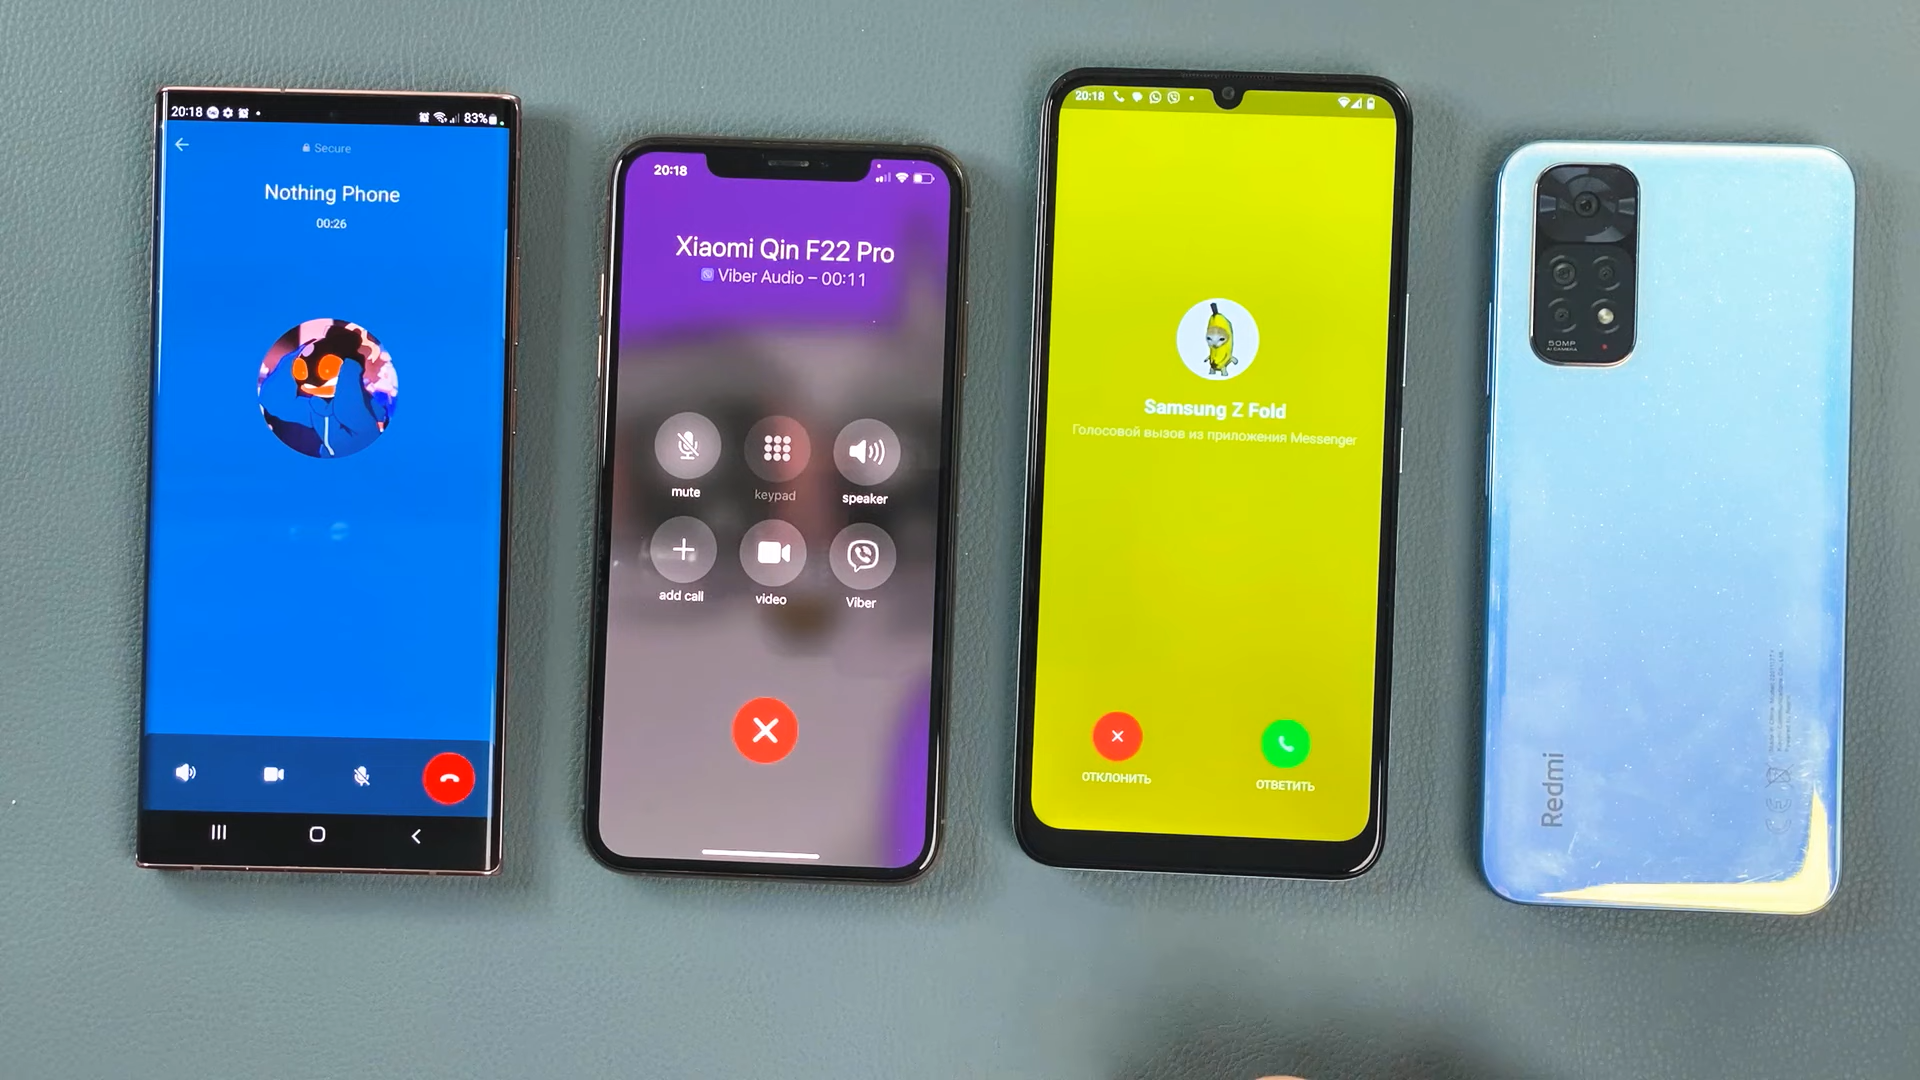 20:18
83%
Secure
Nothing Phone
00:26
20:18
Xiaomi Qin F22 Pro
Viber Audio – 00:11
mute
keypad
speaker
add call
video
Viber
20:18
Samsung Z Fold
Голосовой вызов из приложения Messenger
ОТКЛОНИТЬ
ОТВЕТИТЬ
50MP
AI CAMERA
Redmi